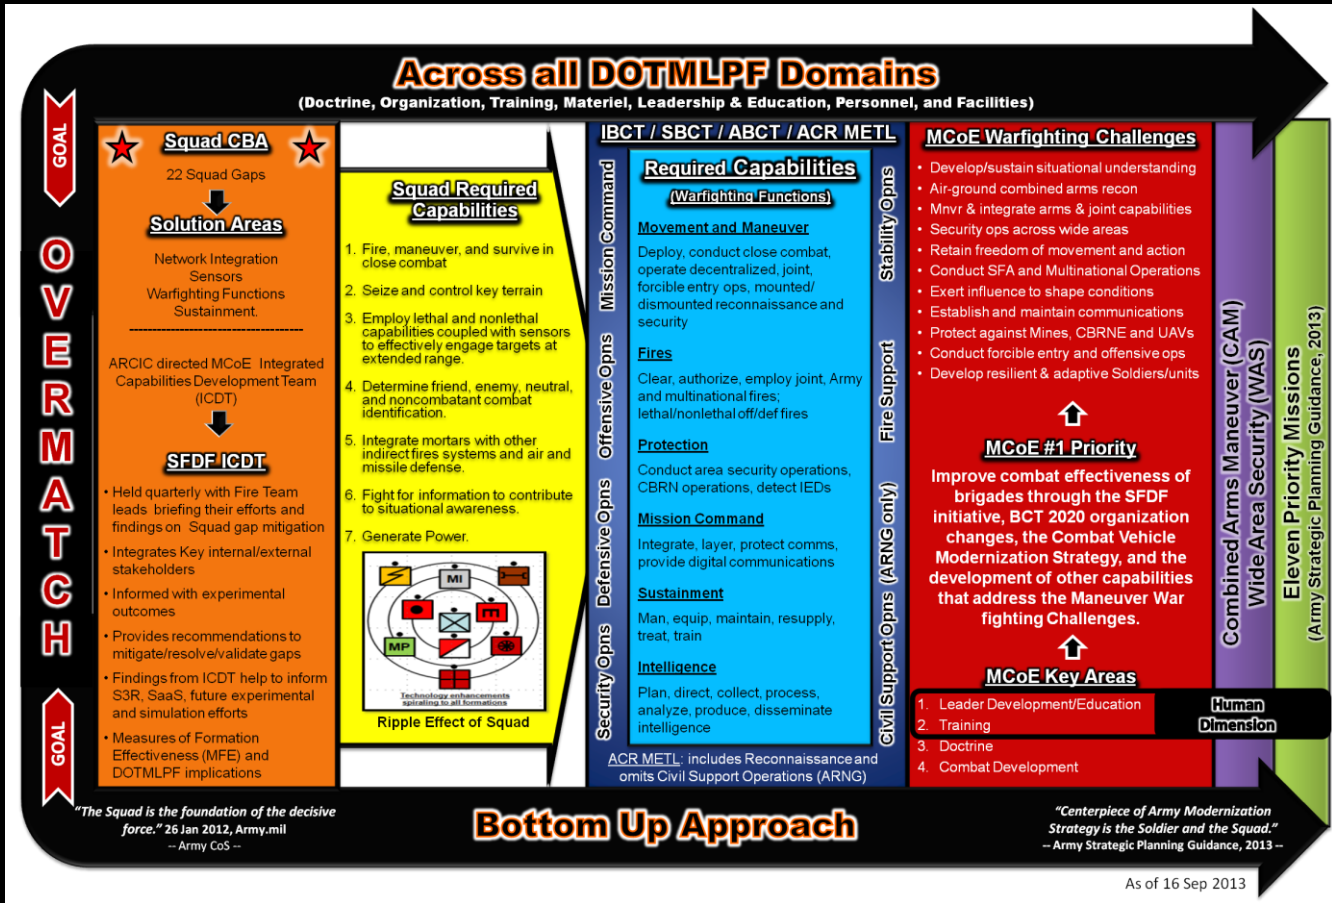 Across all DOTMLPF Domains
(Doctrine, Organization, Training, Materiel, Leadership & Education, Personnel, and Facilities)
GOAL
OVERMATCH
GOAL
Squad CBA
22 Squad Gaps
Solution Areas
Network Integration
Sensors
Warfighting Functions
Sustainment.
------------------------------------
ARCIC directed MCoE Integrated
Capabilities Development Team
(ICDT)
SFDF ICDT
• Held quarterly with Fire Team
leads briefing their efforts and
findings on Squad gap mitigation
• Integrates Key internal/external
stakeholders
• Informed with experimental
outcomes
• Provides recommendations to
mitigate/resolve/validate gaps
• Findings from ICDT help to inform
S3R, SaaS, future experimental
and simulation efforts
• Measures of Formation
Effectiveness (MFE) and
DOTMLPF implications
Squad Required
Capabilities
1. Fire, maneuver, and survive in
close combat
2. Seize and control key terrain
3. Employ lethal and nonlethal
capabilities coupled with sensors
to effectively engage targets at
extended range.
4. Determine friend, enemy, neutral,
and noncombatant combat
identification.
5. Integrate mortars with other
indirect fires systems and air and
missile defense.
6. Fight for information to contribute
to situational awareness.
7. Generate Power.
MI
m
MP
Technology enhancements
spiraling to all formations
Ripple Effect of Squad
IBCT / SBCT / ABCT / ACR METL
Mission Command
Offensive Opns
Defensive Ops
Security Ops
Required Capabilities
(Warfighting Functions)
Movement and Maneuver
Deploy, conduct close combat,
operate decentralized, joint,
forcible entry ops, mounted/
dismounted reconnaissance and
security
Fires
Clear, authorize, employ joint, Army
and multinational fires;
lethal/nonlethal off/def fires
Protection
Conduct area security operations,
CBRN operations, detect IEDs
Mission Command
Integrate, layer, protect comms,
provide digital communications
Sustainment
Man, equip, maintain, resupply,
treat, train
Intelligence
Plan, direct, collect, process,
analyze, produce, disseminate
intelligence
Stability Opns
Fire Support
Civil Support Opns (ARNG only)
ACR METL: includes Reconnaissance and
omits Civil Support Operations (ARNG)
MCoE Warfighting Challenges
• Develop/sustain situational understanding
• Air-ground combined arms recon
• Mnvr & integrate arms & joint capabilities
• Security ops across wide areas
• Retain freedom of movement and action
• Conduct SFA and Multinational Operations
• Exert influence to shape conditions
• Establish and maintain communications
• Protect against Mines, CBRNE and UAVs
• Conduct forcible entry and offensive ops
• Develop resilient & adaptive Soldiers/units
MCoE #1 Priority
Improve combat effectiveness of
brigades through the SFDF
initiative, BCT 2020 organization
changes, the Combat Vehicle
Modernization Strategy, and the
development of other capabilities
that address the Maneuver War
fighting Challenges.
MCoE Key Areas
1. Leader Development/Education
2. Training
3. Doctrine
4. Combat Development
Human
Dimension
Combined Arms Maneuver (CAM)
Wide Area Security (WAS)
Eleven Priority Missions
(Army Strategic Planning Guidance, 2013)
"The Squad is the foundation of the decisive
force." 26 Jan 2012, Army.mil
-- Army CoS --
Bottom Up Approach
"Centerpiece of Army Modernization
Strategy is the Soldier and the Squad."
-- Army Strategic Planning Guidance, 2013 --
As of 16 Sep 2013